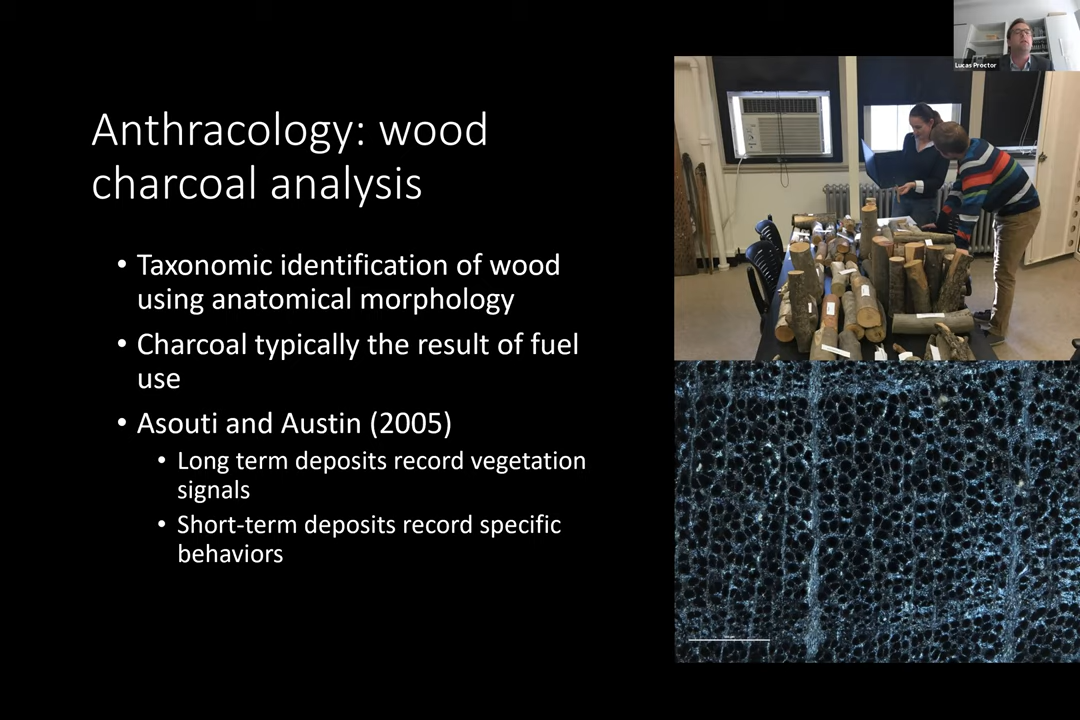 Lucas Proctor
Anthracology: wood
charcoal analysis
• Taxonomic identification of wood
using anatomical morphology
• Charcoal typically the result of fuel
use
• Asouti and Austin (2005)
• Long term deposits record vegetation
signals
• Short-term deposits record specific
behaviors